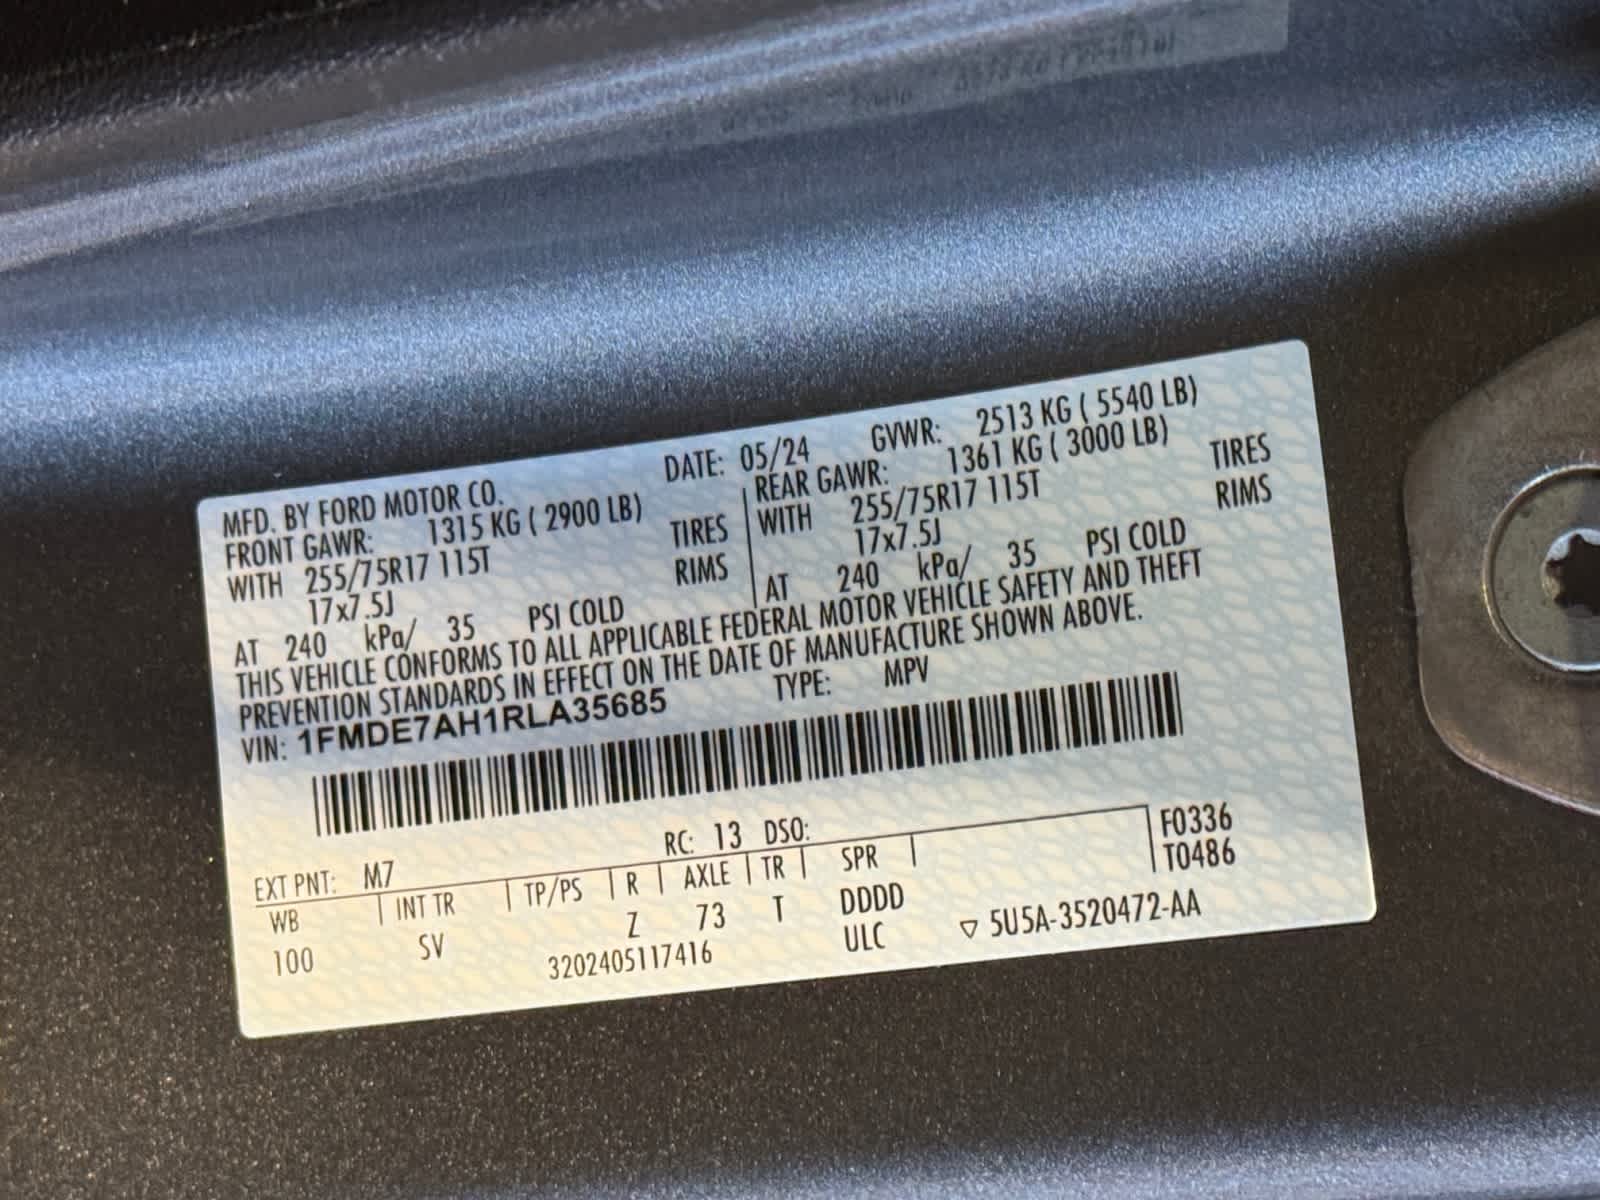 MFD. BY FORD MOTOR CO.
DATE: 05/24 GVWR: 2513 KG ( 5540 LB)
FRONT GAWR: 1315 KG ( 2900 LB)
WITH 255/75R17 115T TIRES
17x7.5J RIMS
AT 240 kPa/ 35 PSI COLD
REAR GAWR: 1361 KG ( 3000 LB)
WITH 255/75R17 115T TIRES
17x7.5J RIMS
AT 240 kPa/ 35 PSI COLD
THIS VEHICLE CONFORMS TO ALL APPLICABLE FEDERAL MOTOR VEHICLE SAFETY AND THEFT
PREVENTION STANDARDS IN EFFECT ON THE DATE OF MANUFACTURE SHOWN ABOVE.
VIN: 1FMDE7AH1RLA35685 TYPE: MPV
EXT PNT: M7 RC: 13 DSO: F0336
WB | INT TR | TP/PS | R | AXLE | TR | SPR | T0486
100 SV Z 73 T DDDD
3202405117416 ULC ▽ 5U5A-3520472-AA